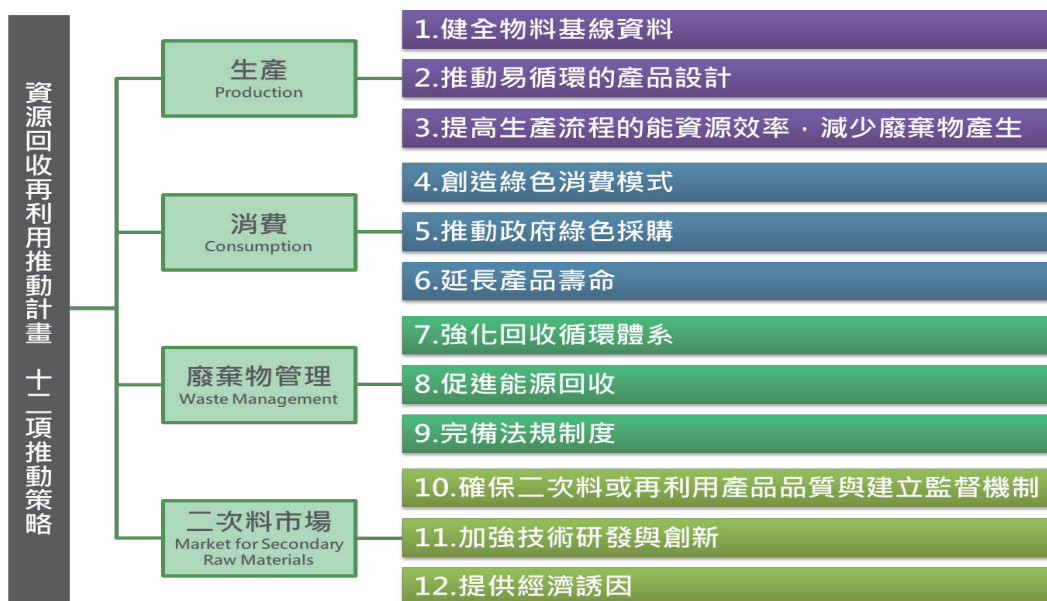 資源回收再利用推動計畫 十二項推動策略
生產
Production
1.健全物料基線資料
2.推動易循環的產品設計
3.提高生產流程的能資源效率，減少廢棄物產生
消費
Consumption
4.創造綠色消費模式
5.推動政府綠色採購
6.延長產品壽命
廢棄物管理
Waste Management
7.強化回收循環體系
8.促進能源回收
9.完備法規制度
二次料市場
Market for Secondary
Raw Materials
10.確保二次料或再利用產品品質與建立監督機制
11.加強技術研發與創新
12.提供經濟誘因